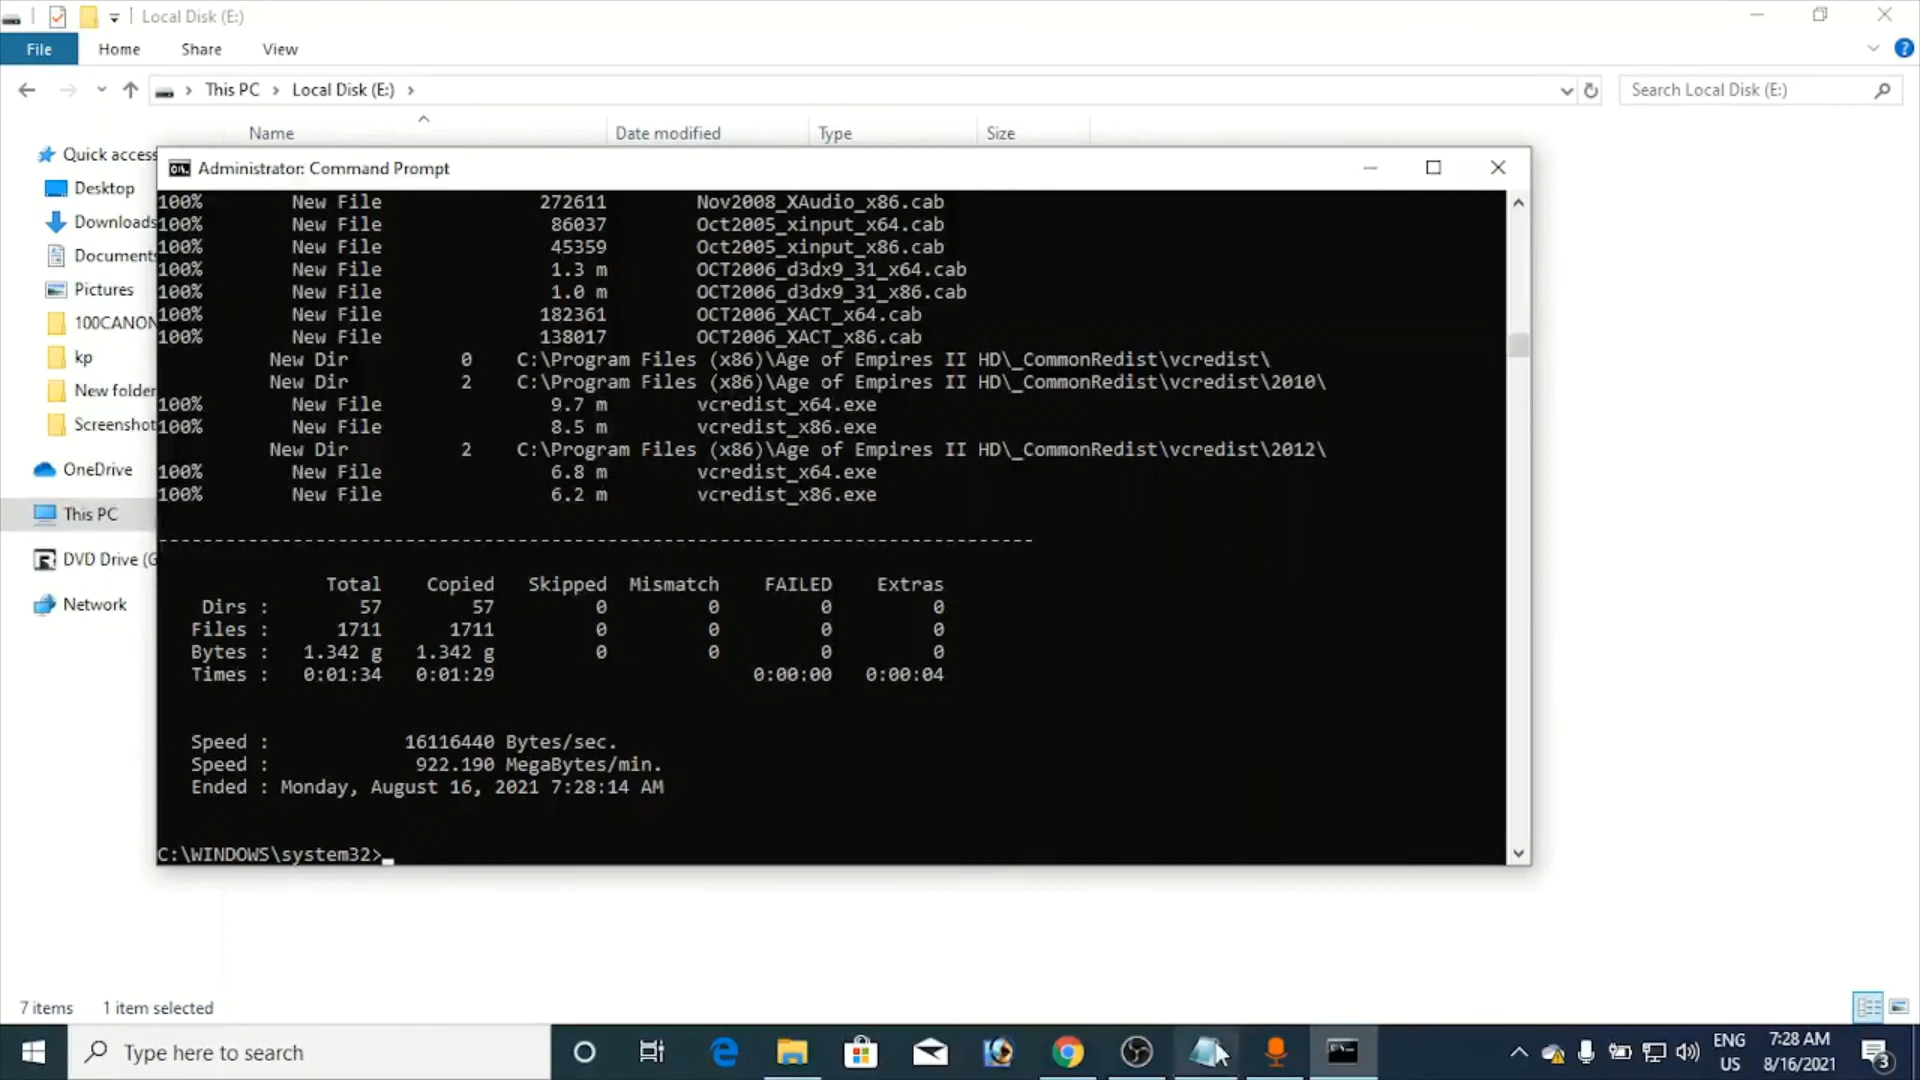 Local Disk (E:)
File Home Share View
This PC > Local Disk (E:) >
Search Local Disk (E:)
Name Date modified Type Size
Quick access
Desktop
Downloads
Documents
Pictures
100CANON
kp
New folder
Screenshot
OneDrive
This PC
DVD Drive (G
Network
Administrator: Command Prompt
100% New File 272611 Nov2008_XAudio_x86.cab
100% New File 86037 Oct2005_xinput_x64.cab
100% New File 45359 Oct2005_xinput_x86.cab
100% New File 1.3 m OCT2006_d3dx9_31_x64.cab
100% New File 1.0 m OCT2006_d3dx9_31_x86.cab
100% New File 182361 OCT2006_XACT_x64.cab
100% New File 138017 OCT2006_XACT_x86.cab
New Dir 0 C:\Program Files (x86)\Age of Empires II HD\_CommonRedist\vcredist\
New Dir 2 C:\Program Files (x86)\Age of Empires II HD\_CommonRedist\vcredist\2010\
100% New File 9.7 m vcredist_x64.exe
100% New File 8.5 m vcredist_x86.exe
New Dir 2 C:\Program Files (x86)\Age of Empires II HD\_CommonRedist\vcredist\2012\
100% New File 6.8 m vcredist_x64.exe
100% New File 6.2 m vcredist_x86.exe
------------------------------------------------------------------------------
Total Copied Skipped Mismatch FAILED Extras
Dirs : 57 57 0 0 0 0
Files : 1711 1711 0 0 0 0
Bytes : 1.342 g 1.342 g 0 0 0 0
Times : 0:01:34 0:01:29 0:00:00 0:00:04
Speed : 16116440 Bytes/sec.
Speed : 922.190 MegaBytes/min.
Ended : Monday, August 16, 2021 7:28:14 AM
C:\WINDOWS\system32>
7 items 1 item selected
Type here to search
ENG
US
7:28 AM
8/16/2021
3